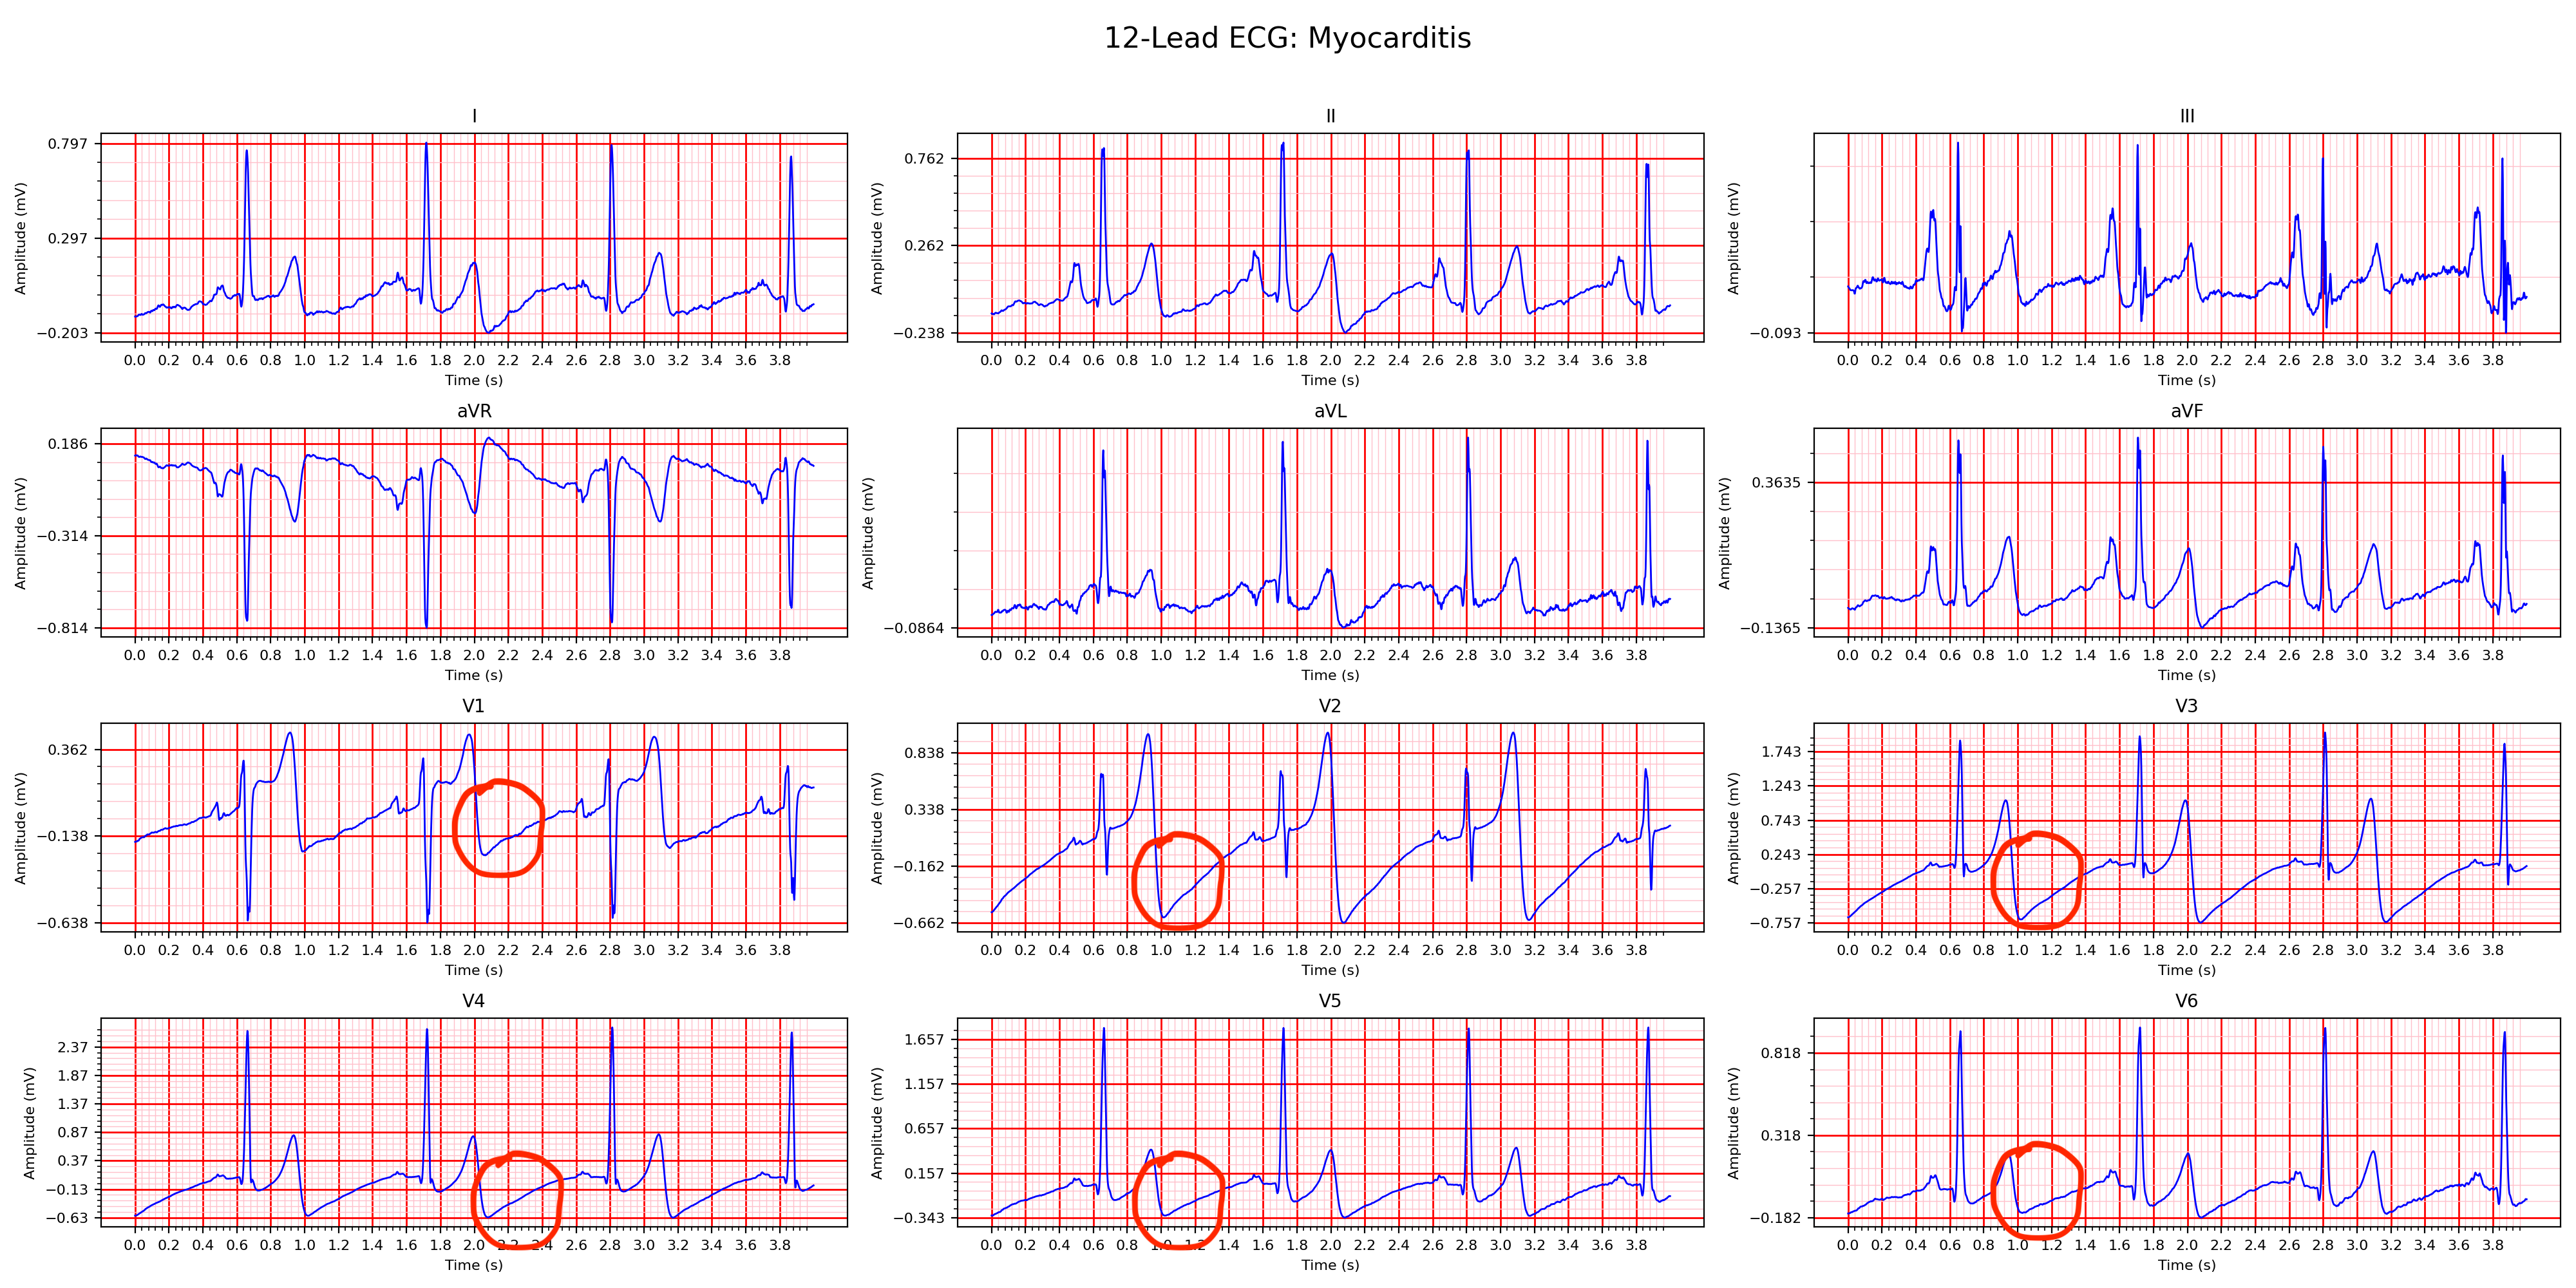 12-Lead ECG: Myocarditis
I
0.797
0.297
−0.203
Amplitude (mV)
0.0 0.2 0.4 0.6 0.8 1.0 1.2 1.4 1.6 1.8 2.0 2.2 2.4 2.6 2.8 3.0 3.2 3.4 3.6 3.8
Time (s)
II
0.762
0.262
−0.238
Amplitude (mV)
0.0 0.2 0.4 0.6 0.8 1.0 1.2 1.4 1.6 1.8 2.0 2.2 2.4 2.6 2.8 3.0 3.2 3.4 3.6 3.8
Time (s)
III
−0.093
Amplitude (mV)
0.0 0.2 0.4 0.6 0.8 1.0 1.2 1.4 1.6 1.8 2.0 2.2 2.4 2.6 2.8 3.0 3.2 3.4 3.6 3.8
Time (s)
aVR
0.186
−0.314
−0.814
Amplitude (mV)
0.0 0.2 0.4 0.6 0.8 1.0 1.2 1.4 1.6 1.8 2.0 2.2 2.4 2.6 2.8 3.0 3.2 3.4 3.6 3.8
Time (s)
aVL
−0.0864
Amplitude (mV)
0.0 0.2 0.4 0.6 0.8 1.0 1.2 1.4 1.6 1.8 2.0 2.2 2.4 2.6 2.8 3.0 3.2 3.4 3.6 3.8
Time (s)
aVF
0.3635
−0.1365
Amplitude (mV)
0.0 0.2 0.4 0.6 0.8 1.0 1.2 1.4 1.6 1.8 2.0 2.2 2.4 2.6 2.8 3.0 3.2 3.4 3.6 3.8
Time (s)
V1
0.362
−0.138
−0.638
Amplitude (mV)
0.0 0.2 0.4 0.6 0.8 1.0 1.2 1.4 1.6 1.8 2.0 2.2 2.4 2.6 2.8 3.0 3.2 3.4 3.6 3.8
Time (s)
V2
0.838
0.338
−0.162
−0.662
Amplitude (mV)
0.0 0.2 0.4 0.6 0.8 1.0 1.2 1.4 1.6 1.8 2.0 2.2 2.4 2.6 2.8 3.0 3.2 3.4 3.6 3.8
Time (s)
V3
1.743
1.243
0.743
0.243
−0.257
−0.757
Amplitude (mV)
0.0 0.2 0.4 0.6 0.8 1.0 1.2 1.4 1.6 1.8 2.0 2.2 2.4 2.6 2.8 3.0 3.2 3.4 3.6 3.8
Time (s)
V4
2.37
1.87
1.37
0.87
0.37
−0.13
−0.63
Amplitude (mV)
0.0 0.2 0.4 0.6 0.8 1.0 1.2 1.4 1.6 1.8 2.0 2.2 2.4 2.6 2.8 3.0 3.2 3.4 3.6 3.8
Time (s)
V5
1.657
1.157
0.657
0.157
−0.343
Amplitude (mV)
0.0 0.2 0.4 0.6 0.8 1.0 1.2 1.4 1.6 1.8 2.0 2.2 2.4 2.6 2.8 3.0 3.2 3.4 3.6 3.8
Time (s)
V6
0.818
0.318
−0.182
Amplitude (mV)
0.0 0.2 0.4 0.6 0.8 1.0 1.2 1.4 1.6 1.8 2.0 2.2 2.4 2.6 2.8 3.0 3.2 3.4 3.6 3.8
Time (s)